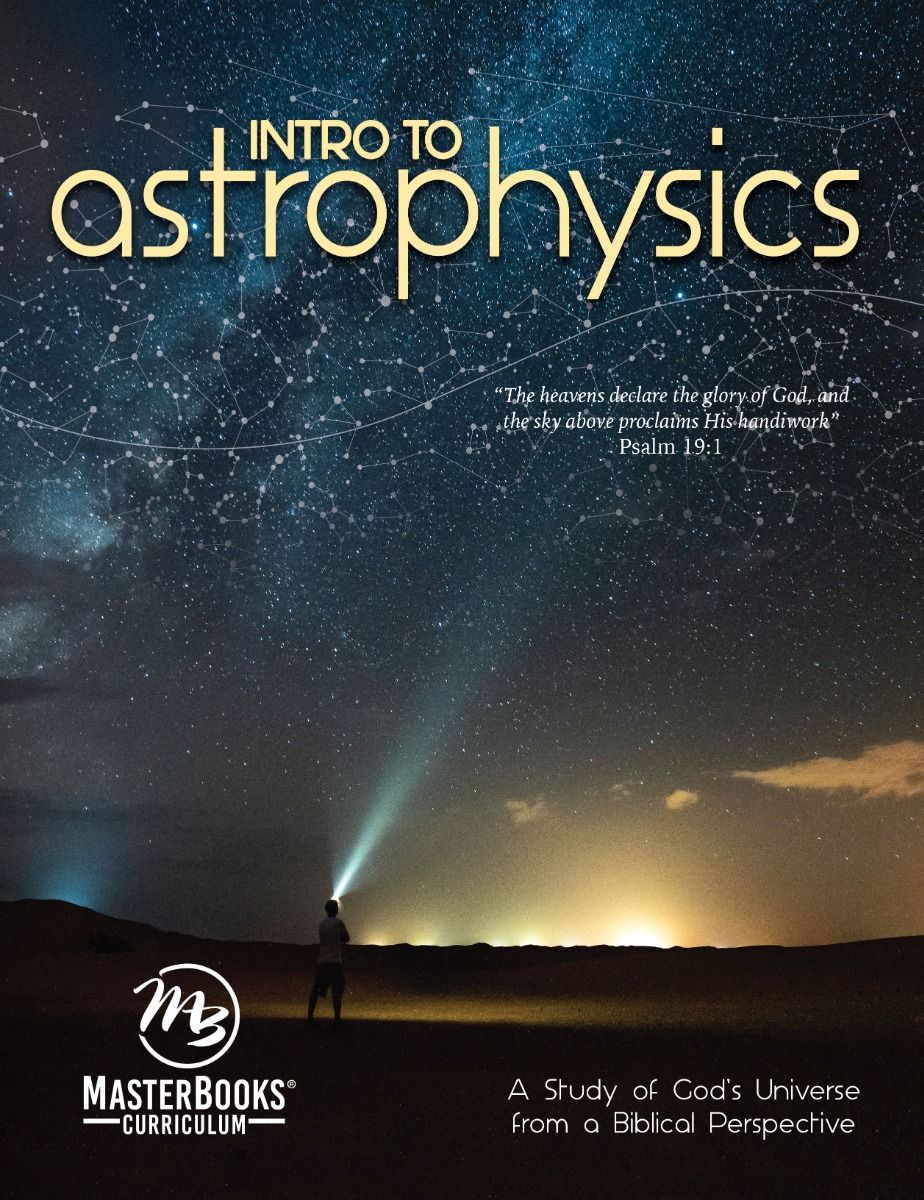 INTRO TO
astrophysics
“The heavens declare the glory of God, and
the sky above proclaims His handiwork”
Psalm 19:1
MB
MASTERBOOKS®
CURRICULUM
A Study of God's Universe
from a Biblical Perspective